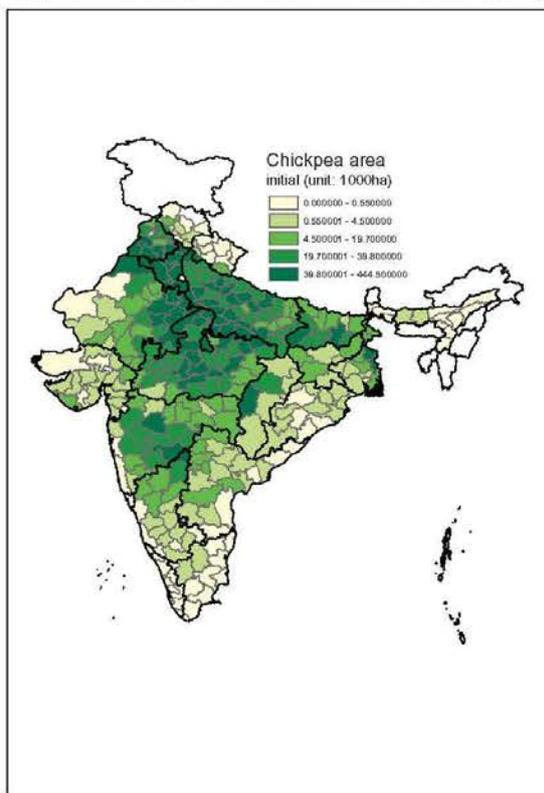 Chickpea area
initial (unit: 1000ha)
0.000000 - 0.550000
0.550001 - 4.500000
4.500001 - 19.700000
19.700001 - 39.800000
39.800001 - 444.500000